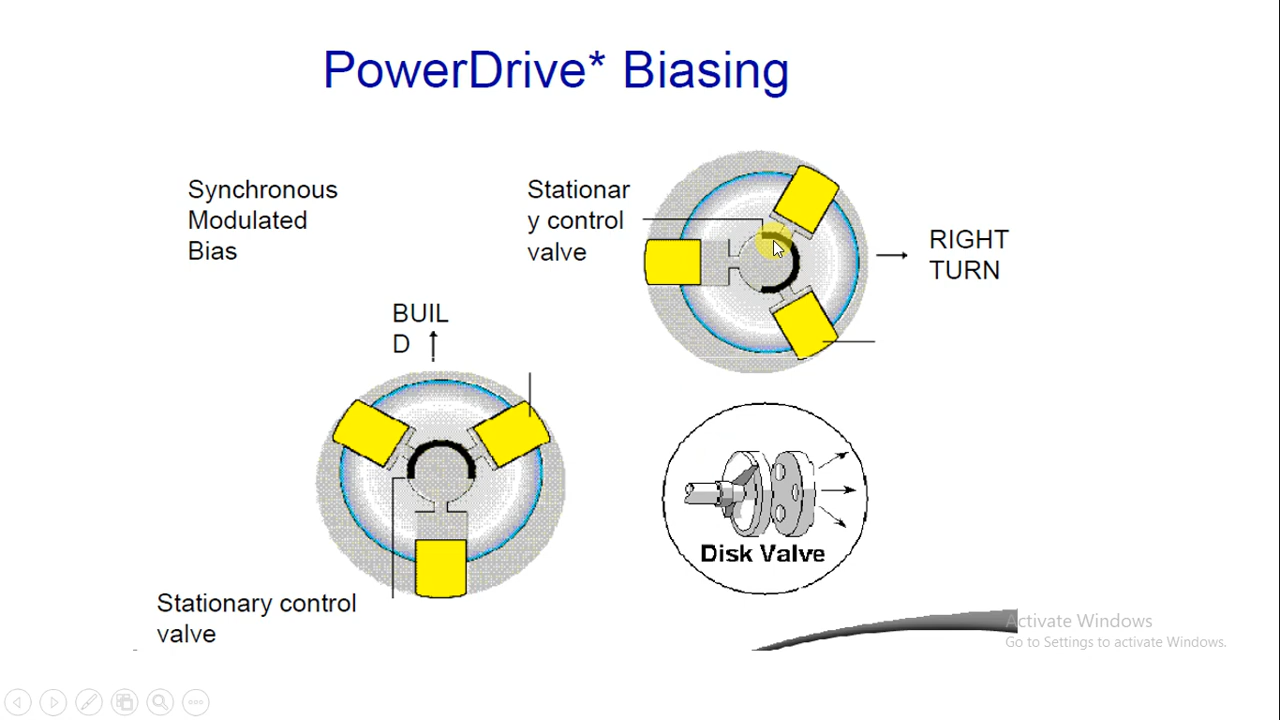 PowerDrive* Biasing
Synchronous
Modulated
Bias
Stationar
y control
valve
RIGHT
TURN
BUIL
D
Disk Valve
Stationary control
valve
Activate Windows
Go to Settings to activate Windows.